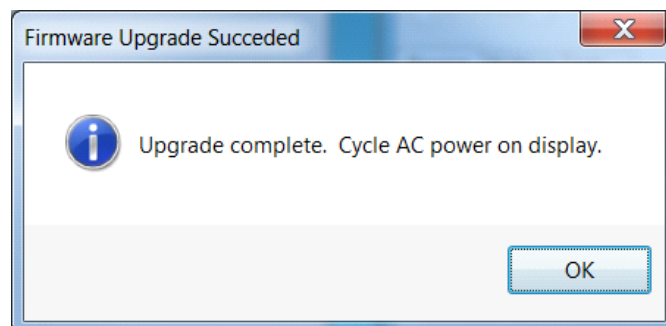 Firmware Upgrade Succeded
Upgrade complete.  Cycle AC power on display.
OK